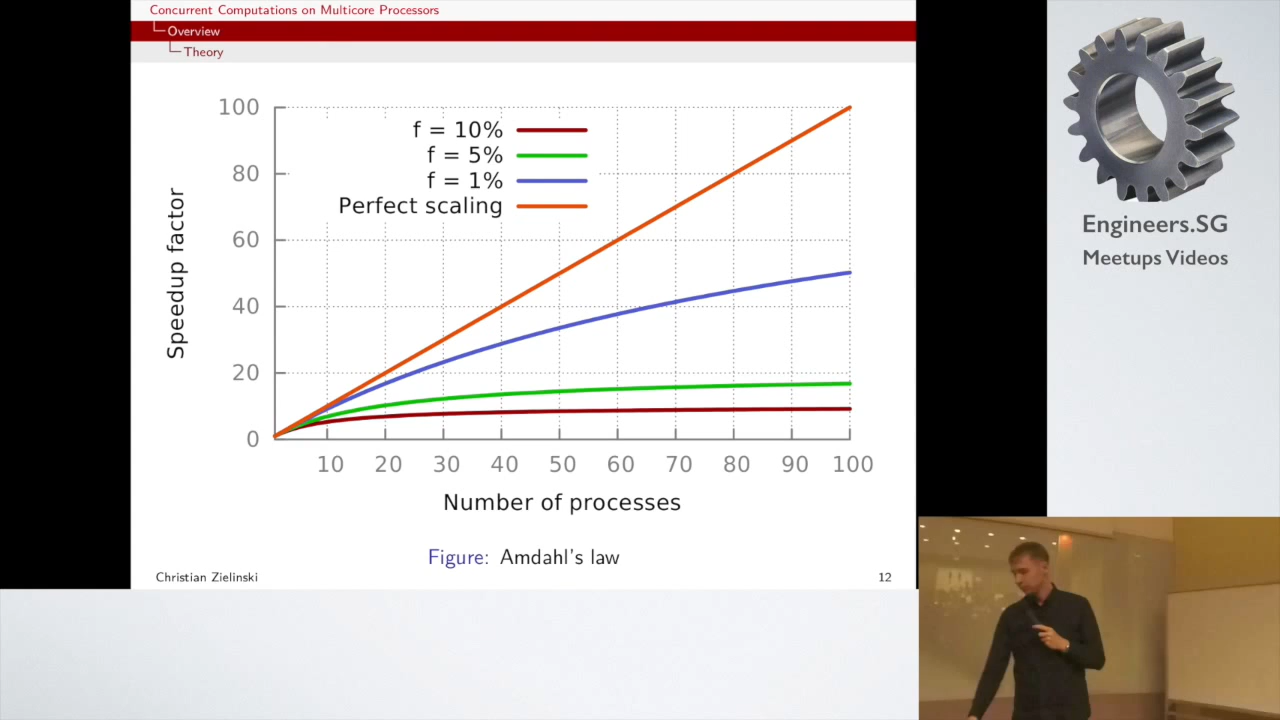 Concurrent Computations on Multicore Processors
Overview
Theory
100
80
60
40
20
0
Speedup factor
f = 10%
f = 5%
f = 1%
Perfect scaling
10 20 30 40 50 60 70 80 90 100
Number of processes
Figure: Amdahl's law
Christian Zielinski
12
Engineers.SG
Meetups Videos